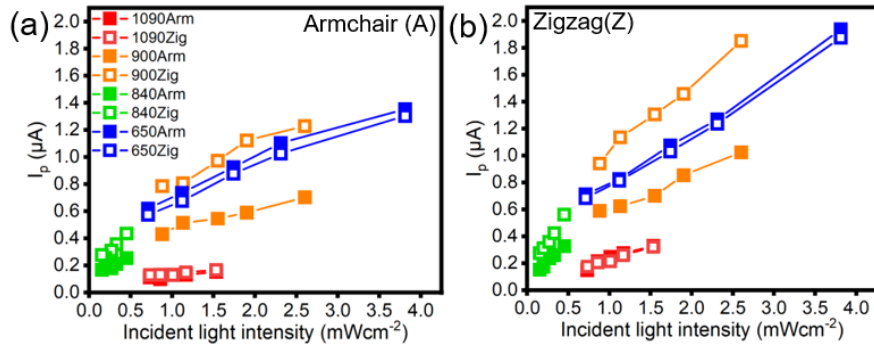 (a)
Armchair (A)
1090Arm
1090Zig
900Arm
900Zig
840Arm
840Zig
650Arm
650Zig
2.0
1.8
1.6
1.4
1.2
1.0
0.8
0.6
0.4
0.2
0.0
Ip (μA)
0.0 0.5 1.0 1.5 2.0 2.5 3.0 3.5 4.0
Incident light intensity (mWcm-2)
(b)
Zigzag(Z)
2.0
1.8
1.6
1.4
1.2
1.0
0.8
0.6
0.4
0.2
0.0
Ip (μA)
0.0 0.5 1.0 1.5 2.0 2.5 3.0 3.5 4.0
Incident light intensity (mWcm-2)